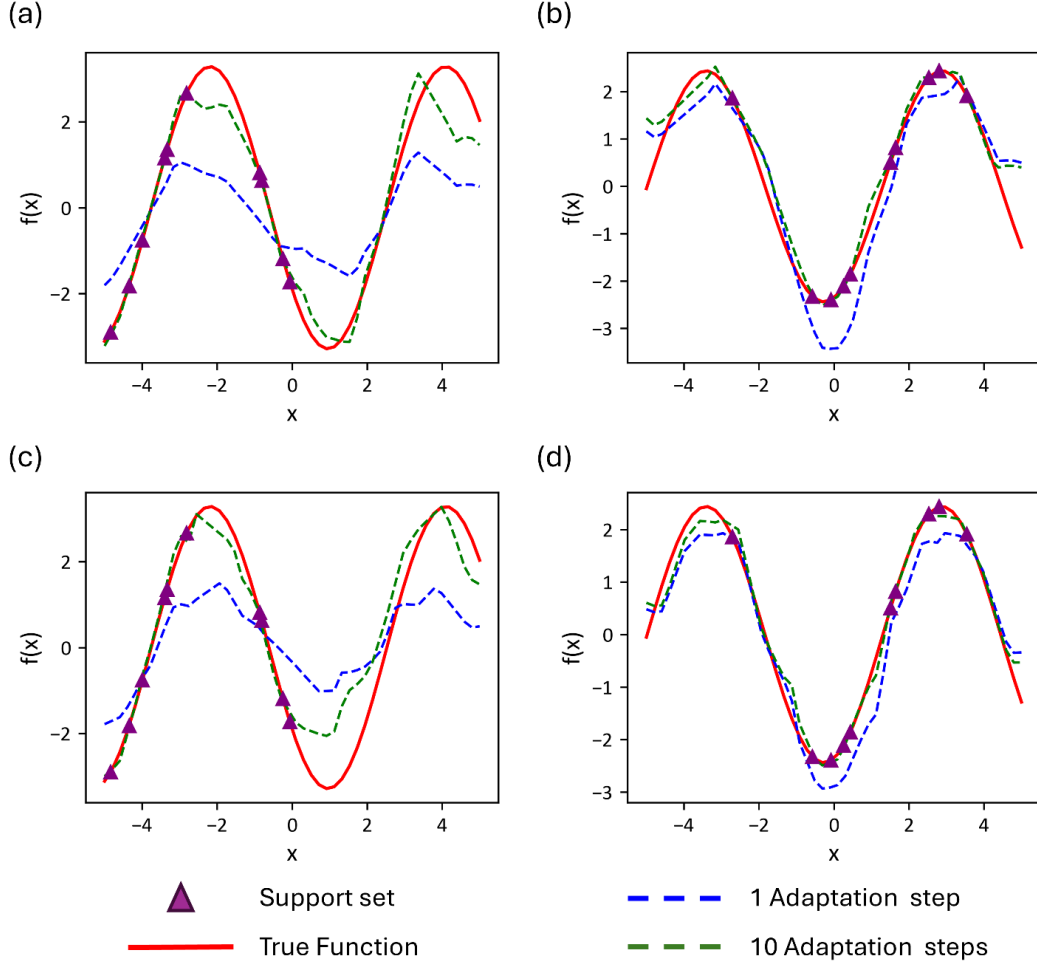 (a)
(b)
f(x)
2
0
−2
−4
−2
0
2
4
x
f(x)
2
1
0
−1
−2
−3
−4
−2
0
2
4
x
(c)
(d)
f(x)
2
0
−2
−4
−2
0
2
4
x
f(x)
2
1
0
−1
−2
−3
−4
−2
0
2
4
x
Support set
1 Adaptation step
True Function
10 Adaptation steps